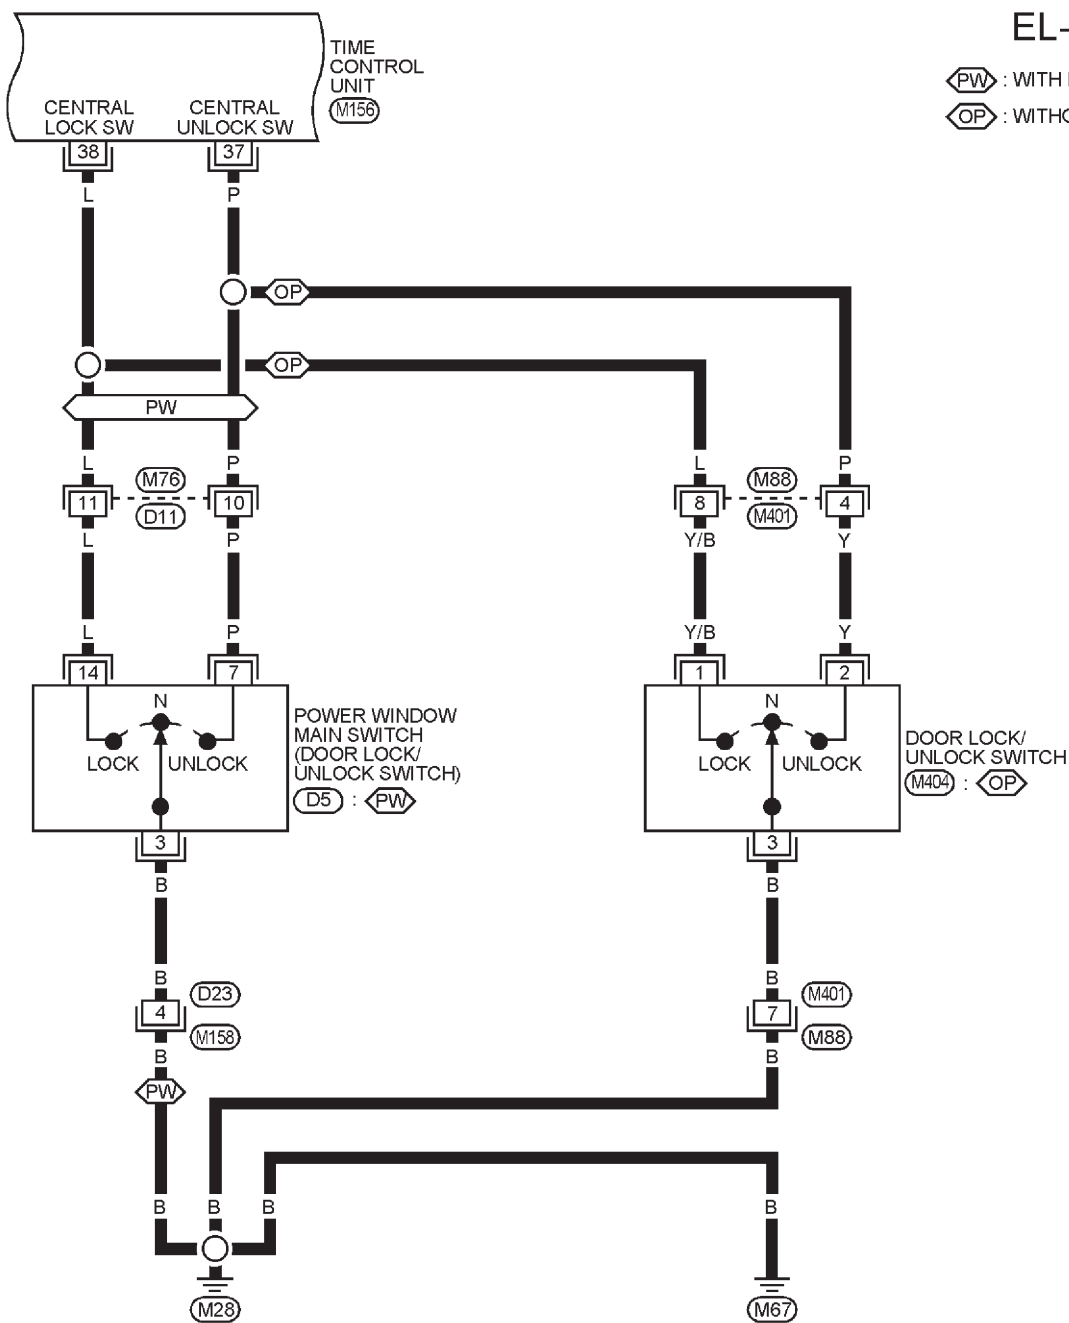 EL-
PW : WITH
OP : WITHO
TIME
CONTROL
UNIT
M156
CENTRAL
LOCK SW
CENTRAL
UNLOCK SW
38
37
L
P
OP
OP
PW
L
P
L
P
M76
M88
11
10
8
4
D11
M401
L
P
Y/B
Y
L
P
Y/B
Y
14
7
1
2
N
LOCK
UNLOCK
POWER WINDOW
MAIN SWITCH
(DOOR LOCK/
UNLOCK SWITCH)
D5 : PW
N
LOCK
UNLOCK
DOOR LOCK/
UNLOCK SWITCH
M404 : OP
3
3
B
B
B
B
D23
M401
4
7
M158
M88
B
B
PW
B
B
B
B
M28
M67